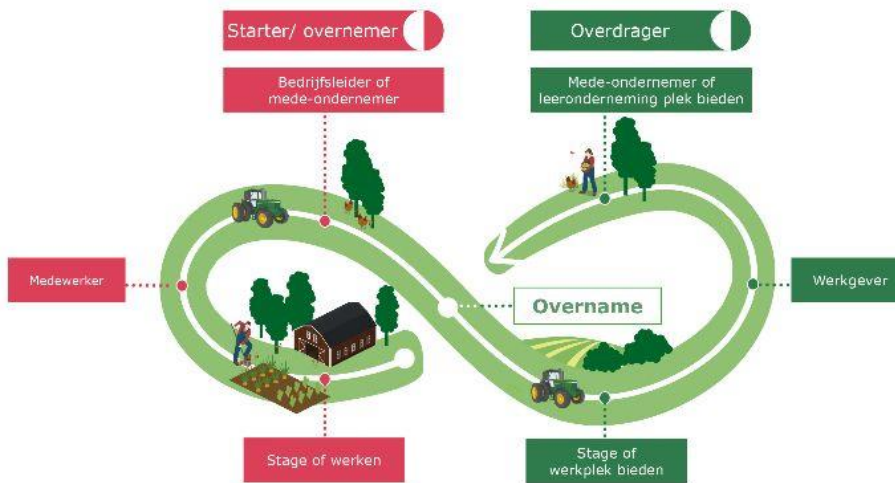 Starter/ overnemer
Overdrager
Bedrijfsleider of
mede-ondernemer
Mede-ondernemer of
leeronderneming plek bieden
Medewerker
Overname
Werkgever
Stage of werken
Stage of
werkplek bieden